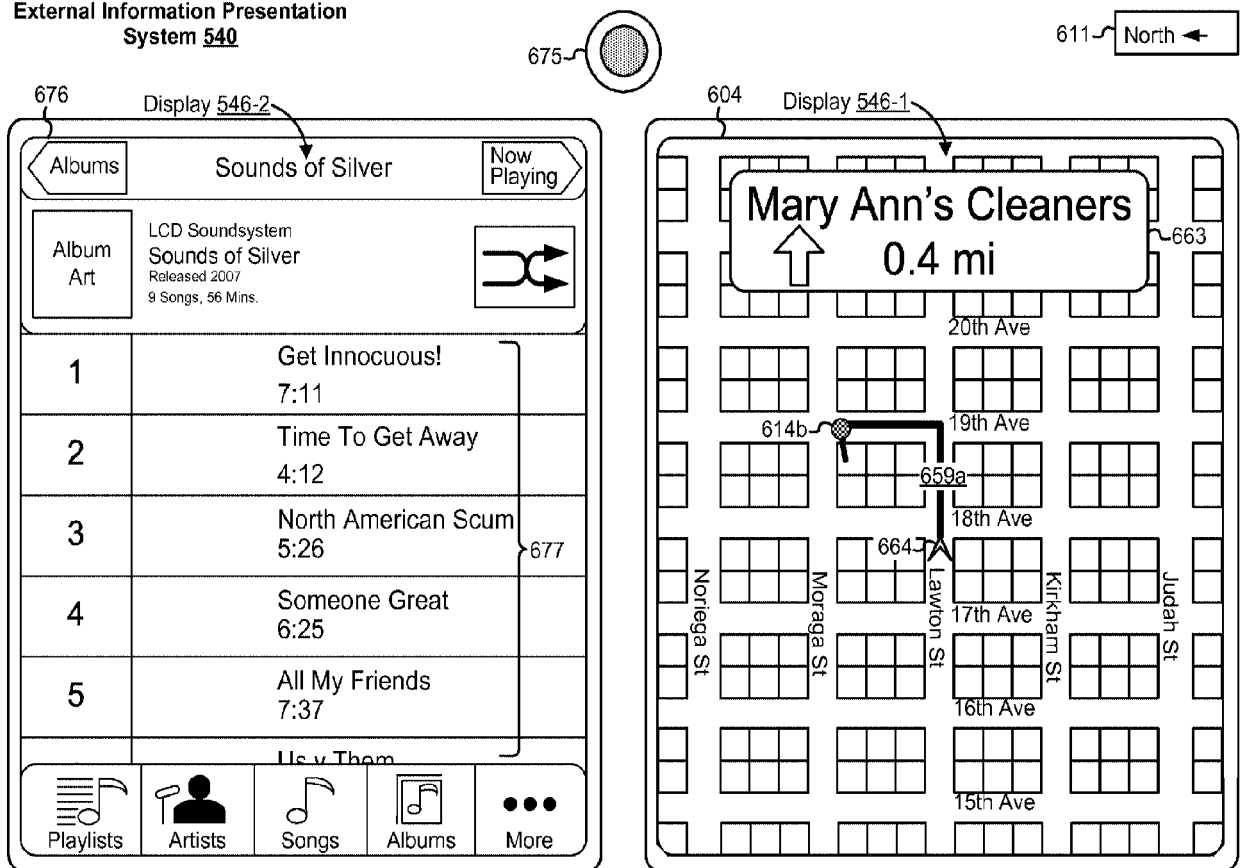 External Information Presentation
System 540
675
611
North
676
Display 546-2
604
Display 546-1
Albums
Sounds of Silver
Now
Playing
Album
Art
LCD Soundsystem
Sounds of Silver
Released 2007
9 Songs, 56 Mins.
1
Get Innocuous!
7:11
2
Time To Get Away
4:12
3
North American Scum
5:26
677
4
Someone Great
6:25
5
All My Friends
7:37
Us v Them
Playlists
Artists
Songs
Albums
More
Mary Ann's Cleaners
0.4 mi
663
20th Ave
19th Ave
614b
659a
18th Ave
664
Noriega St
Moraga St
Lawton St
Kirkham St
Judah St
17th Ave
16th Ave
15th Ave